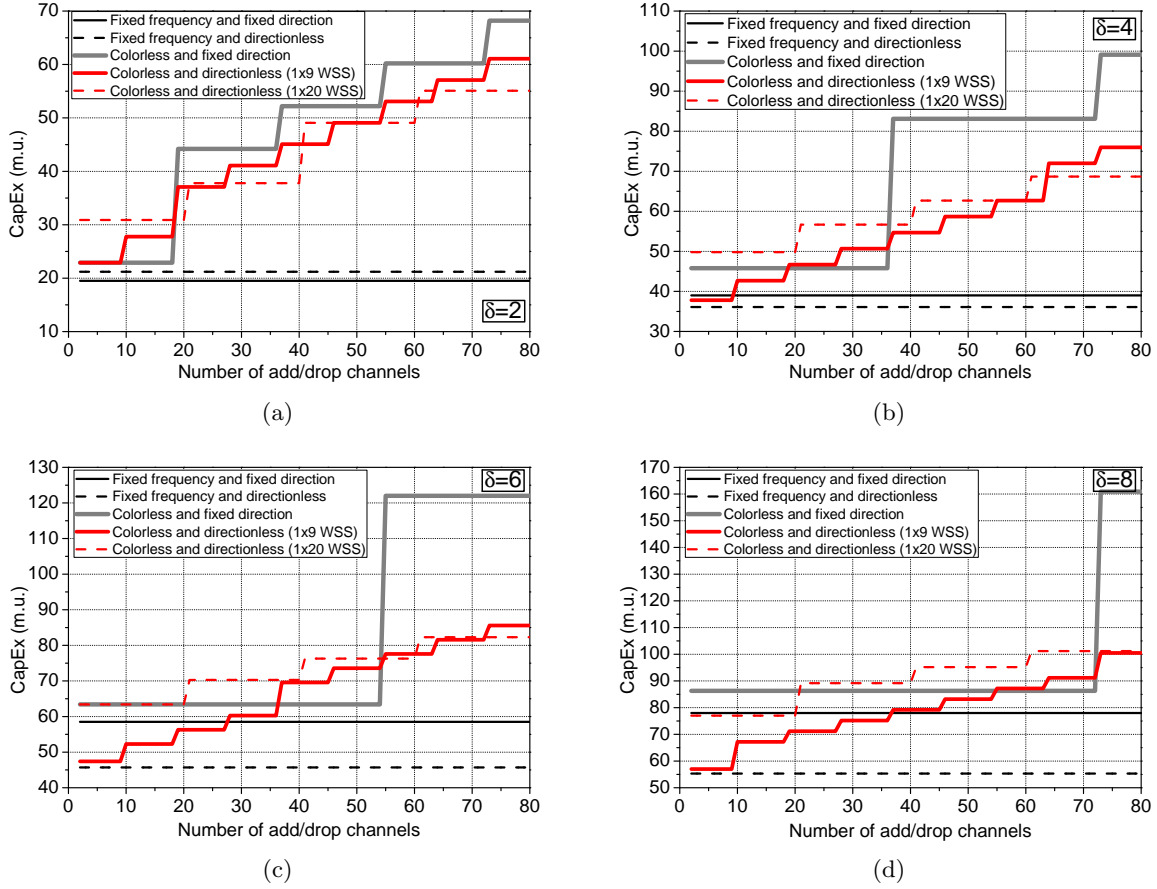 Fixed frequency and fixed direction
Fixed frequency and directionless
Colorless and fixed direction
Colorless and directionless (1x9 WSS)
Colorless and directionless (1x20 WSS)
δ=2
70
60
50
40
30
20
10
CapEx (m.u.)
0 10 20 30 40 50 60 70 80
Number of add/drop channels
(a)
Fixed frequency and fixed direction
Fixed frequency and directionless
Colorless and fixed direction
Colorless and directionless (1x9 WSS)
Colorless and directionless (1x20 WSS)
δ=4
110
100
90
80
70
60
50
40
30
CapEx (m.u.)
0 10 20 30 40 50 60 70 80
Number of add/drop channels
(b)
Fixed frequency and fixed direction
Fixed frequency and directionless
Colorless and fixed direction
Colorless and directionless (1x9 WSS)
Colorless and directionless (1x20 WSS)
δ=6
130
120
110
100
90
80
70
60
50
40
CapEx (m.u.)
0 10 20 30 40 50 60 70 80
Number of add/drop channels
(c)
Fixed frequency and fixed direction
Fixed frequency and directionless
Colorless and fixed direction
Colorless and directionless (1x9 WSS)
Colorless and directionless (1x20 WSS)
δ=8
170
160
150
140
130
120
110
100
90
80
70
60
50
CapEx (m.u.)
0 10 20 30 40 50 60 70 80
Number of add/drop channels
(d)